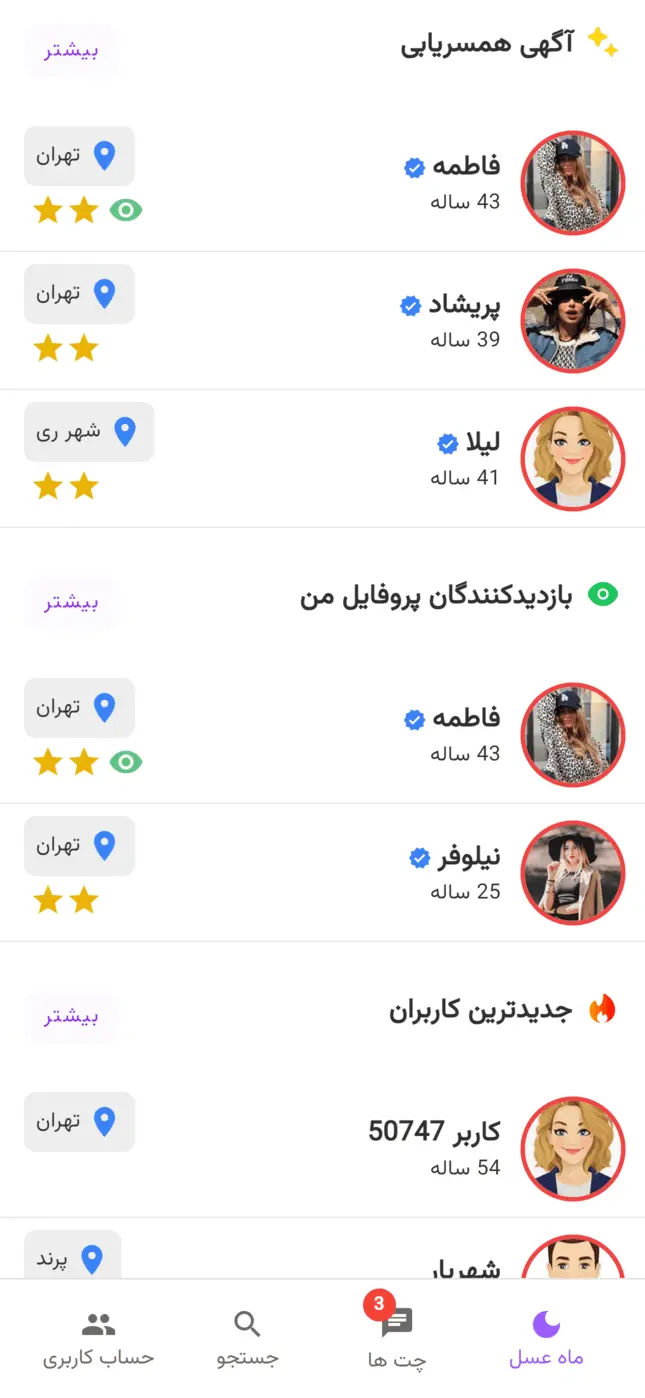 آگهی همسریابی
بیشتر
فاطمه
43 ساله
تهران
پریشاد
39 ساله
تهران
لیلا
41 ساله
شهر ری
بازدیدکنندگان پروفایل من
بیشتر
فاطمه
43 ساله
تهران
نیلوفر
25 ساله
تهران
جدیدترین کاربران
بیشتر
کاربر 50747
54 ساله
تهران
شهریار
پرند
ماه عسل
3
چت ها
جستجو
حساب کاربری